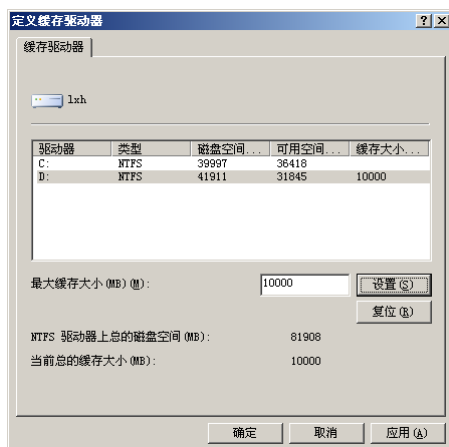 定义缓存驱动器
缓存驱动器
lxh
驱动器 类型 磁盘空间... 可用空间... 缓存大小...
C: NTFS 39997 36418
D: NTFS 41911 31845 10000
最大缓存大小(MB)(M): 10000 设置(S)
复位(R)
NTFS 驱动器上总的磁盘空间(MB): 81908
当前总的缓存大小(MB): 10000
确定 取消 应用(A)